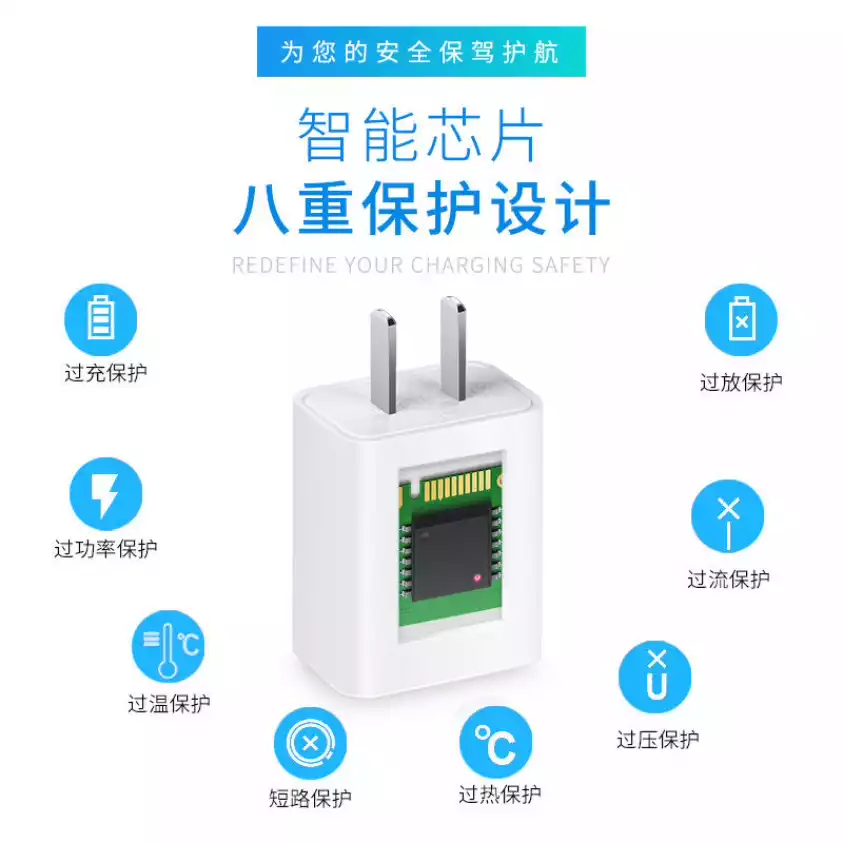 为您的安全保驾护航
智能芯片
八重保护设计
REDEFINE YOUR CHARGING SAFETY
过充保护
过放保护
过功率保护
过流保护
过温保护
过压保护
短路保护
过热保护
℃
℃
U